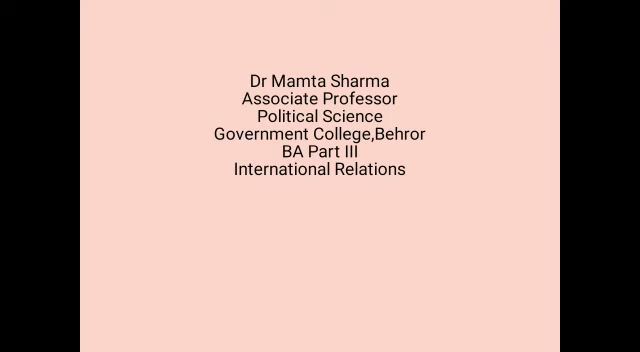 Dr Mamta Sharma
Associate Professor
Political Science
Government College,Behror
BA Part III
International Relations